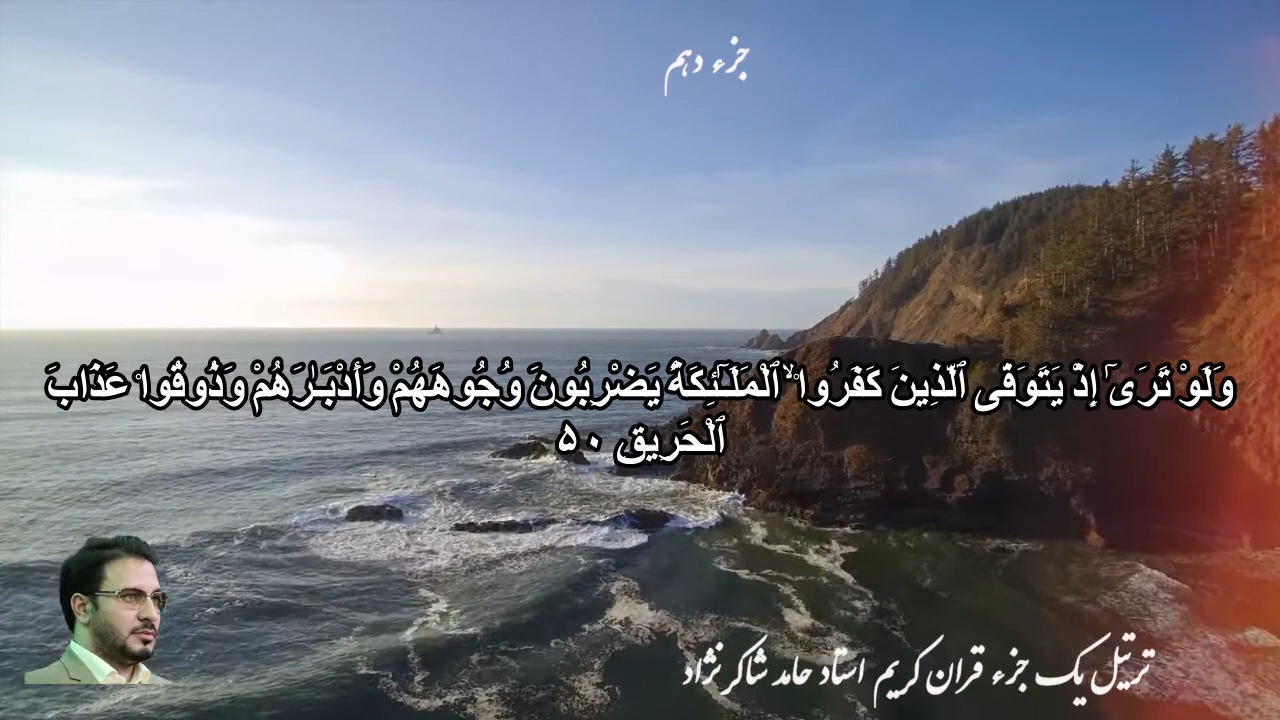 جزء دهم
وَلَوْ تَرَىٰٓ إِذْ يَتَوَفَّى ٱلَّذِينَ كَفَرُوا۟ ۙ ٱلْمَلَـٰٓئِكَةُ يَضْرِبُونَ وُجُوهَهُمْ وَأَدْبَـٰرَهُمْ وَذُوقُوا۟ عَذَابَ
ٱلْحَرِيقِ ۵۰
ترتیل یک جزء قران کریم استاد حامد شاکرنژاد